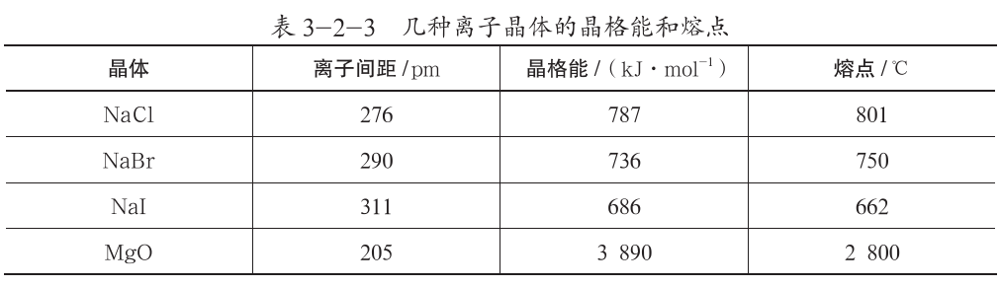 表 3-2-3 几种离子晶体的晶格能和熔点
晶体 离子间距/pm 晶格能/(kJ·mol⁻¹) 熔点/℃
NaCl 276 787 801
NaBr 290 736 750
NaI 311 686 662
MgO 205 3 890 2 800